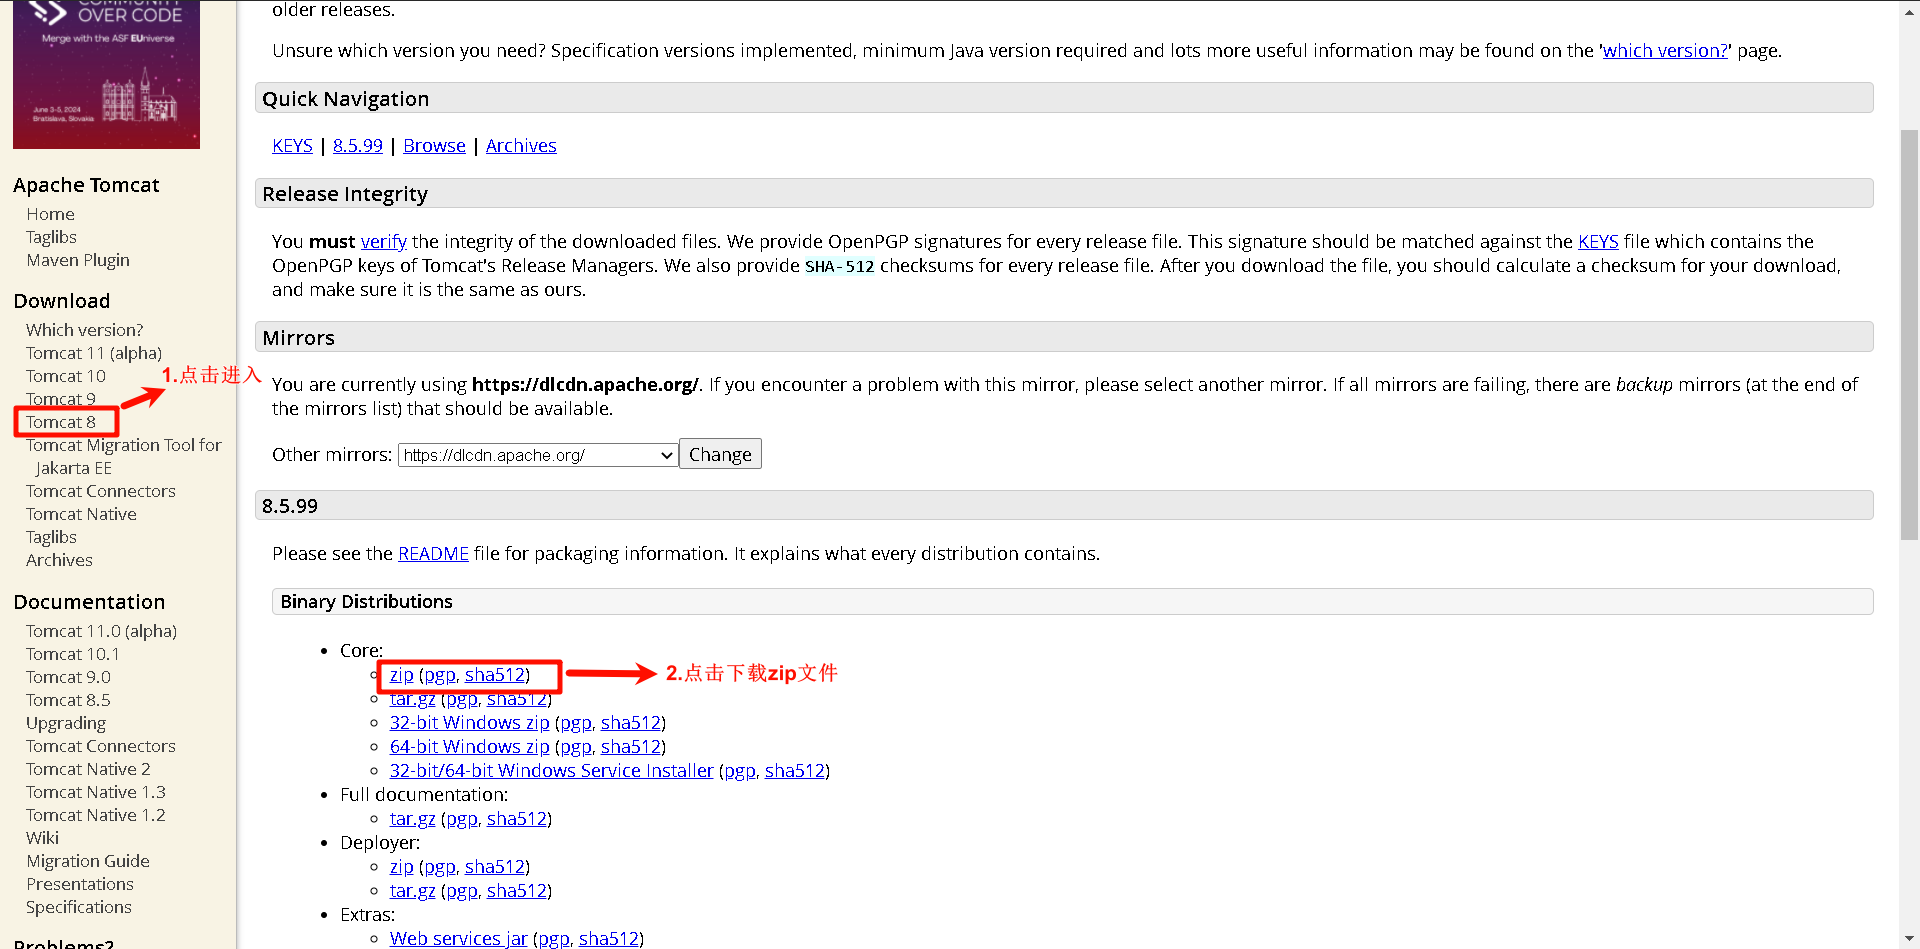 COMMUNITY
OVER CODE
Merge with the ASF EUniverse
June 3-5, 2024
Bratislava, Slovakia
Apache Tomcat
Home
Taglibs
Maven Plugin
Download
Which version?
Tomcat 11 (alpha)
Tomcat 10
Tomcat 9
Tomcat 8
Tomcat Migration Tool for
Jakarta EE
Tomcat Connectors
Tomcat Native
Taglibs
Archives
Documentation
Tomcat 11.0 (alpha)
Tomcat 10.1
Tomcat 9.0
Tomcat 8.5
Upgrading
Tomcat Connectors
Tomcat Native 2
Tomcat Native 1.3
Tomcat Native 1.2
Wiki
Migration Guide
Presentations
Specifications
Problems?
1.点击进入
older releases.
Unsure which version you need? Specification versions implemented, minimum Java version required and lots more useful information may be found on the 'which version?' page.
Quick Navigation
KEYS | 8.5.99 | Browse | Archives
Release Integrity
You must verify the integrity of the downloaded files. We provide OpenPGP signatures for every release file. This signature should be matched against the KEYS file which contains the
OpenPGP keys of Tomcat's Release Managers. We also provide SHA-512 checksums for every release file. After you download the file, you should calculate a checksum for your download,
and make sure it is the same as ours.
Mirrors
You are currently using https://dlcdn.apache.org/. If you encounter a problem with this mirror, please select another mirror. If all mirrors are failing, there are backup mirrors (at the end of
the mirrors list) that should be available.
Other mirrors: https://dlcdn.apache.org/ Change
8.5.99
Please see the README file for packaging information. It explains what every distribution contains.
Binary Distributions
Core:
zip (pgp, sha512)
2.点击下载zip文件
tar.gz (pgp, sha512)
32-bit Windows zip (pgp, sha512)
64-bit Windows zip (pgp, sha512)
32-bit/64-bit Windows Service Installer (pgp, sha512)
Full documentation:
tar.gz (pgp, sha512)
Deployer:
zip (pgp, sha512)
tar.gz (pgp, sha512)
Extras:
Web services jar (pgp, sha512)